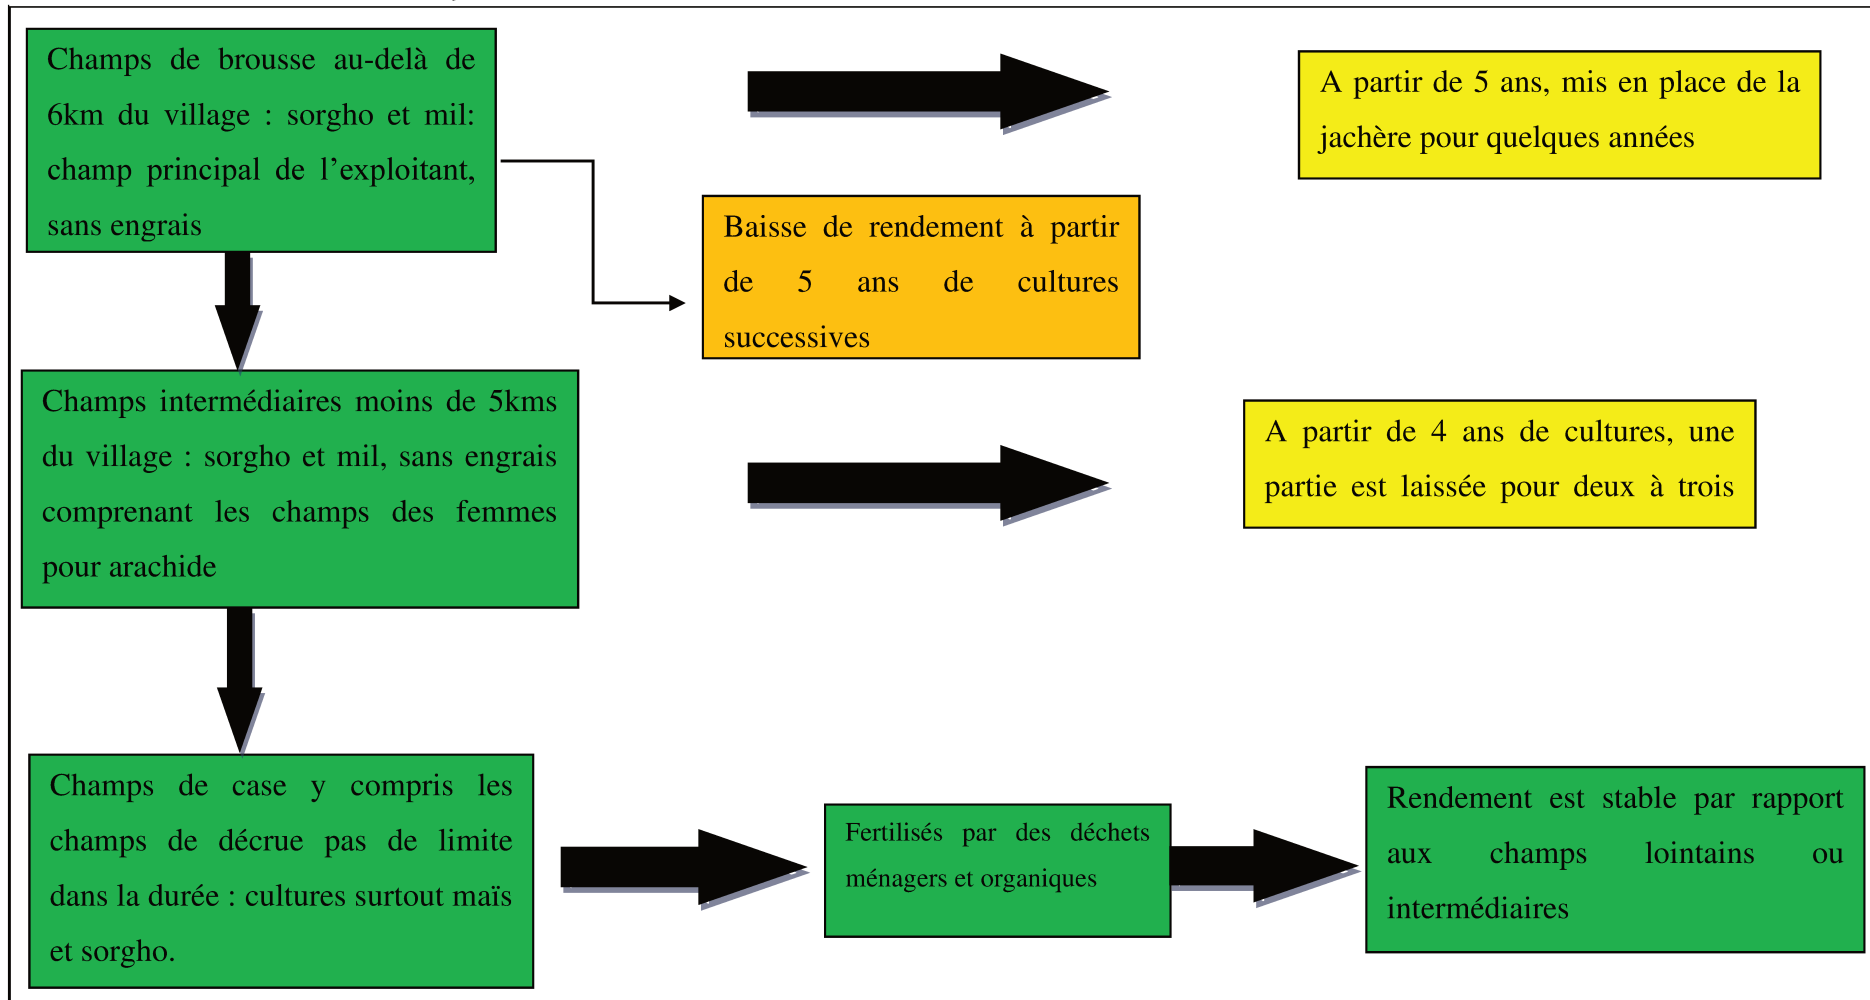 Champs de brousse au-delà de
6km du village : sorgho et mil:
champ principal de l’exploitant,
sans engrais
A partir de 5 ans, mis en place de la
jachère pour quelques années
Baisse de rendement à partir
de 5 ans de cultures
successives
Champs intermédiaires moins de 5kms
du village : sorgho et mil, sans engrais
comprenant les champs des femmes
pour arachide
A partir de 4 ans de cultures, une
partie est laissée pour deux à trois
Champs de case y compris les
champs de décrue pas de limite
dans la durée : cultures surtout maïs
et sorgho.
Fertilisés par des déchets
ménagers et organiques
Rendement est stable par rapport
aux champs lointains ou
intermédiaires